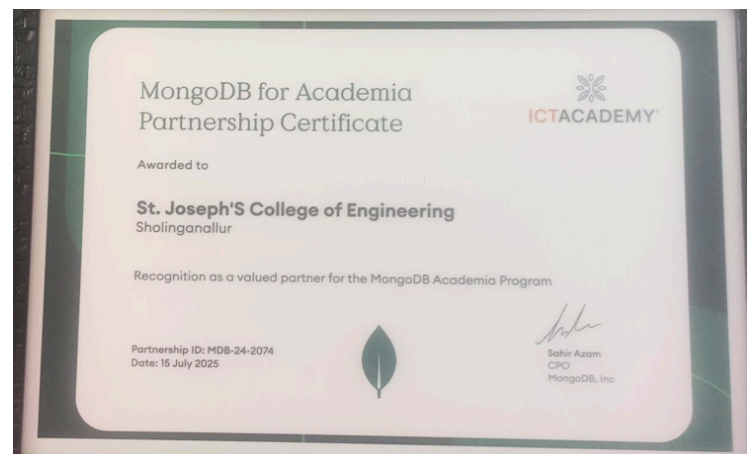 MongoDB for Academia
Partnership Certificate
ICTACADEMY
Awarded to
St. Joseph'S College of Engineering
Sholinganallur
Recognition as a valued partner for the MongoDB Academia Program
Partnership ID: MDB-24-2074
Date: 15 July 2025
Sahir Azam
CPO
MongoDB, Inc